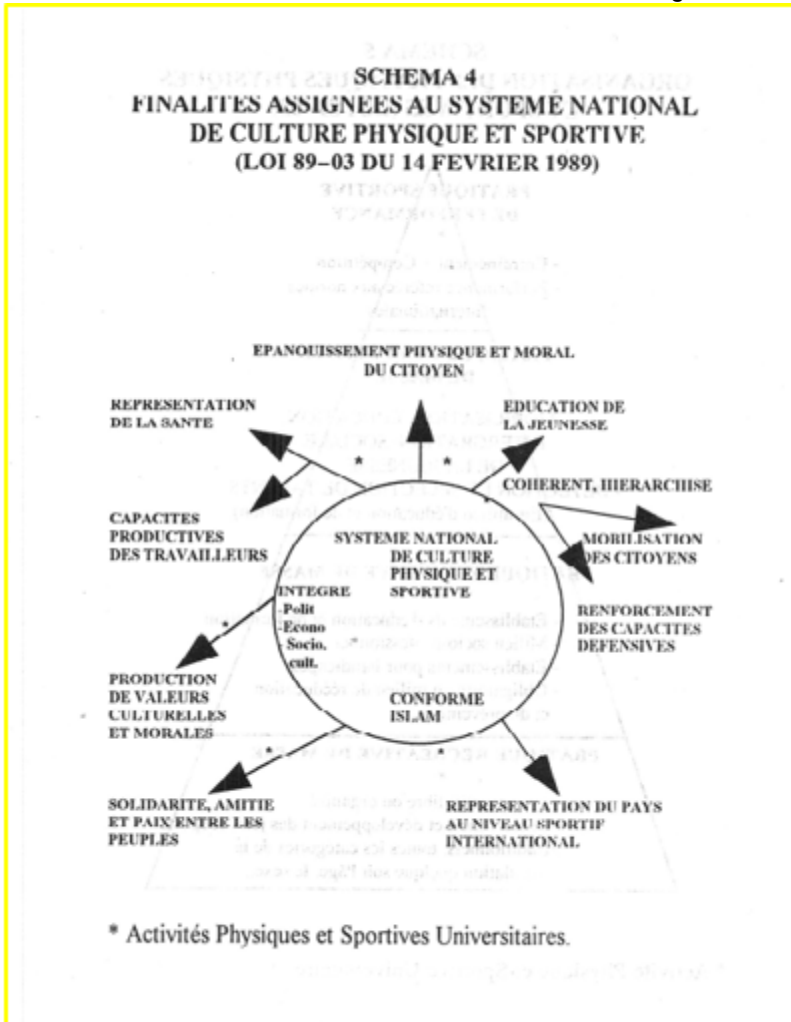 SCHEMA 4
FINALITES ASSIGNEES AU SYSTEME NATIONAL
DE CULTURE PHYSIQUE ET SPORTIVE
(LOI 89-03 DU 14 FEVRIER 1989)
EPANOUISSEMENT PHYSIQUE ET MORAL
DU CITOYEN
REPRESENTATION
DE LA SANTE
EDUCATION DE
LA JEUNESSE
* *
*
COHERENT, HIERARCHISE
CAPACITES
PRODUCTIVES
DES TRAVAILLEURS
SYSTEME NATIONAL
DE CULTURE
PHYSIQUE ET
SPORTIVE
MOBILISATION
DES CITOYENS
INTEGRE
-Polit
-Econo
-Socio.
cult.
*
*
RENFORCEMENT
DES CAPACITES
DEFENSIVES
PRODUCTION
DE VALEURS
CULTURELLES
ET MORALES
CONFORME
ISLAM
* *
SOLIDARITE, AMITIE
ET PAIX ENTRE LES
PEUPLES
REPRESENTATION DU PAYS
AU NIVEAU SPORTIF
INTERNATIONAL
* Activités Physiques et Sportives Universitaires.